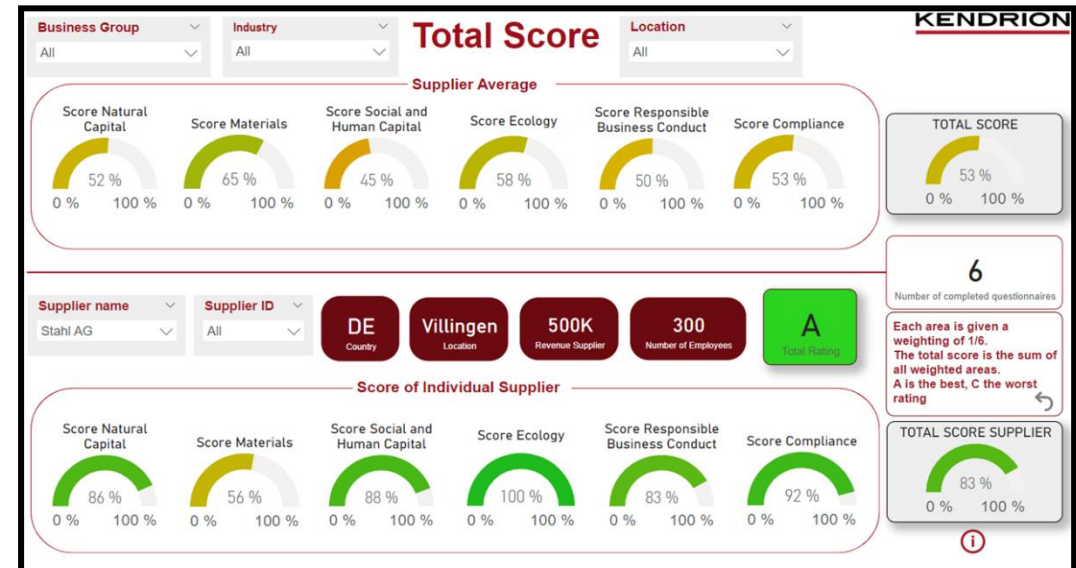 KENDRION
Business Group
All
Industry
All
Total Score
Location
All
Supplier Average
Score Natural
Capital
52 %
0 % 100 %
Score Materials
65 %
0 % 100 %
Score Social and
Human Capital
45 %
0 % 100 %
Score Ecology
58 %
0 % 100 %
Score Responsible
Business Conduct
50 %
0 % 100 %
Score Compliance
53 %
0 % 100 %
TOTAL SCORE
53 %
0 % 100 %
6
Number of completed questionnaires
Supplier name
Stahl AG
Supplier ID
All
DE
Country
Villingen
Location
500K
Revenue Supplier
300
Number of Employees
A
Total Rating
Each area is given a
weighting of 1/6.
The total score is the sum of
all weighted areas.
A is the best, C the worst
rating
Score of Individual Supplier
Score Natural
Capital
86 %
0 % 100 %
Score Materials
56 %
0 % 100 %
Score Social and
Human Capital
88 %
0 % 100 %
Score Ecology
100 %
0 % 100 %
Score Responsible
Business Conduct
83 %
0 % 100 %
Score Compliance
92 %
0 % 100 %
TOTAL SCORE SUPPLIER
83 %
0 % 100 %
i